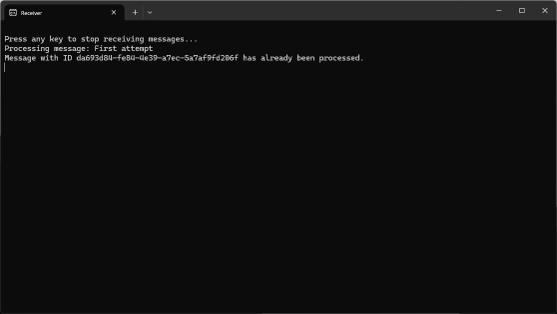 Receiver
Press any key to stop receiving messages...
Processing message: First attempt
Message with ID da693d84-fe84-4e39-a7ec-5a7af9fd206f has already been processed.